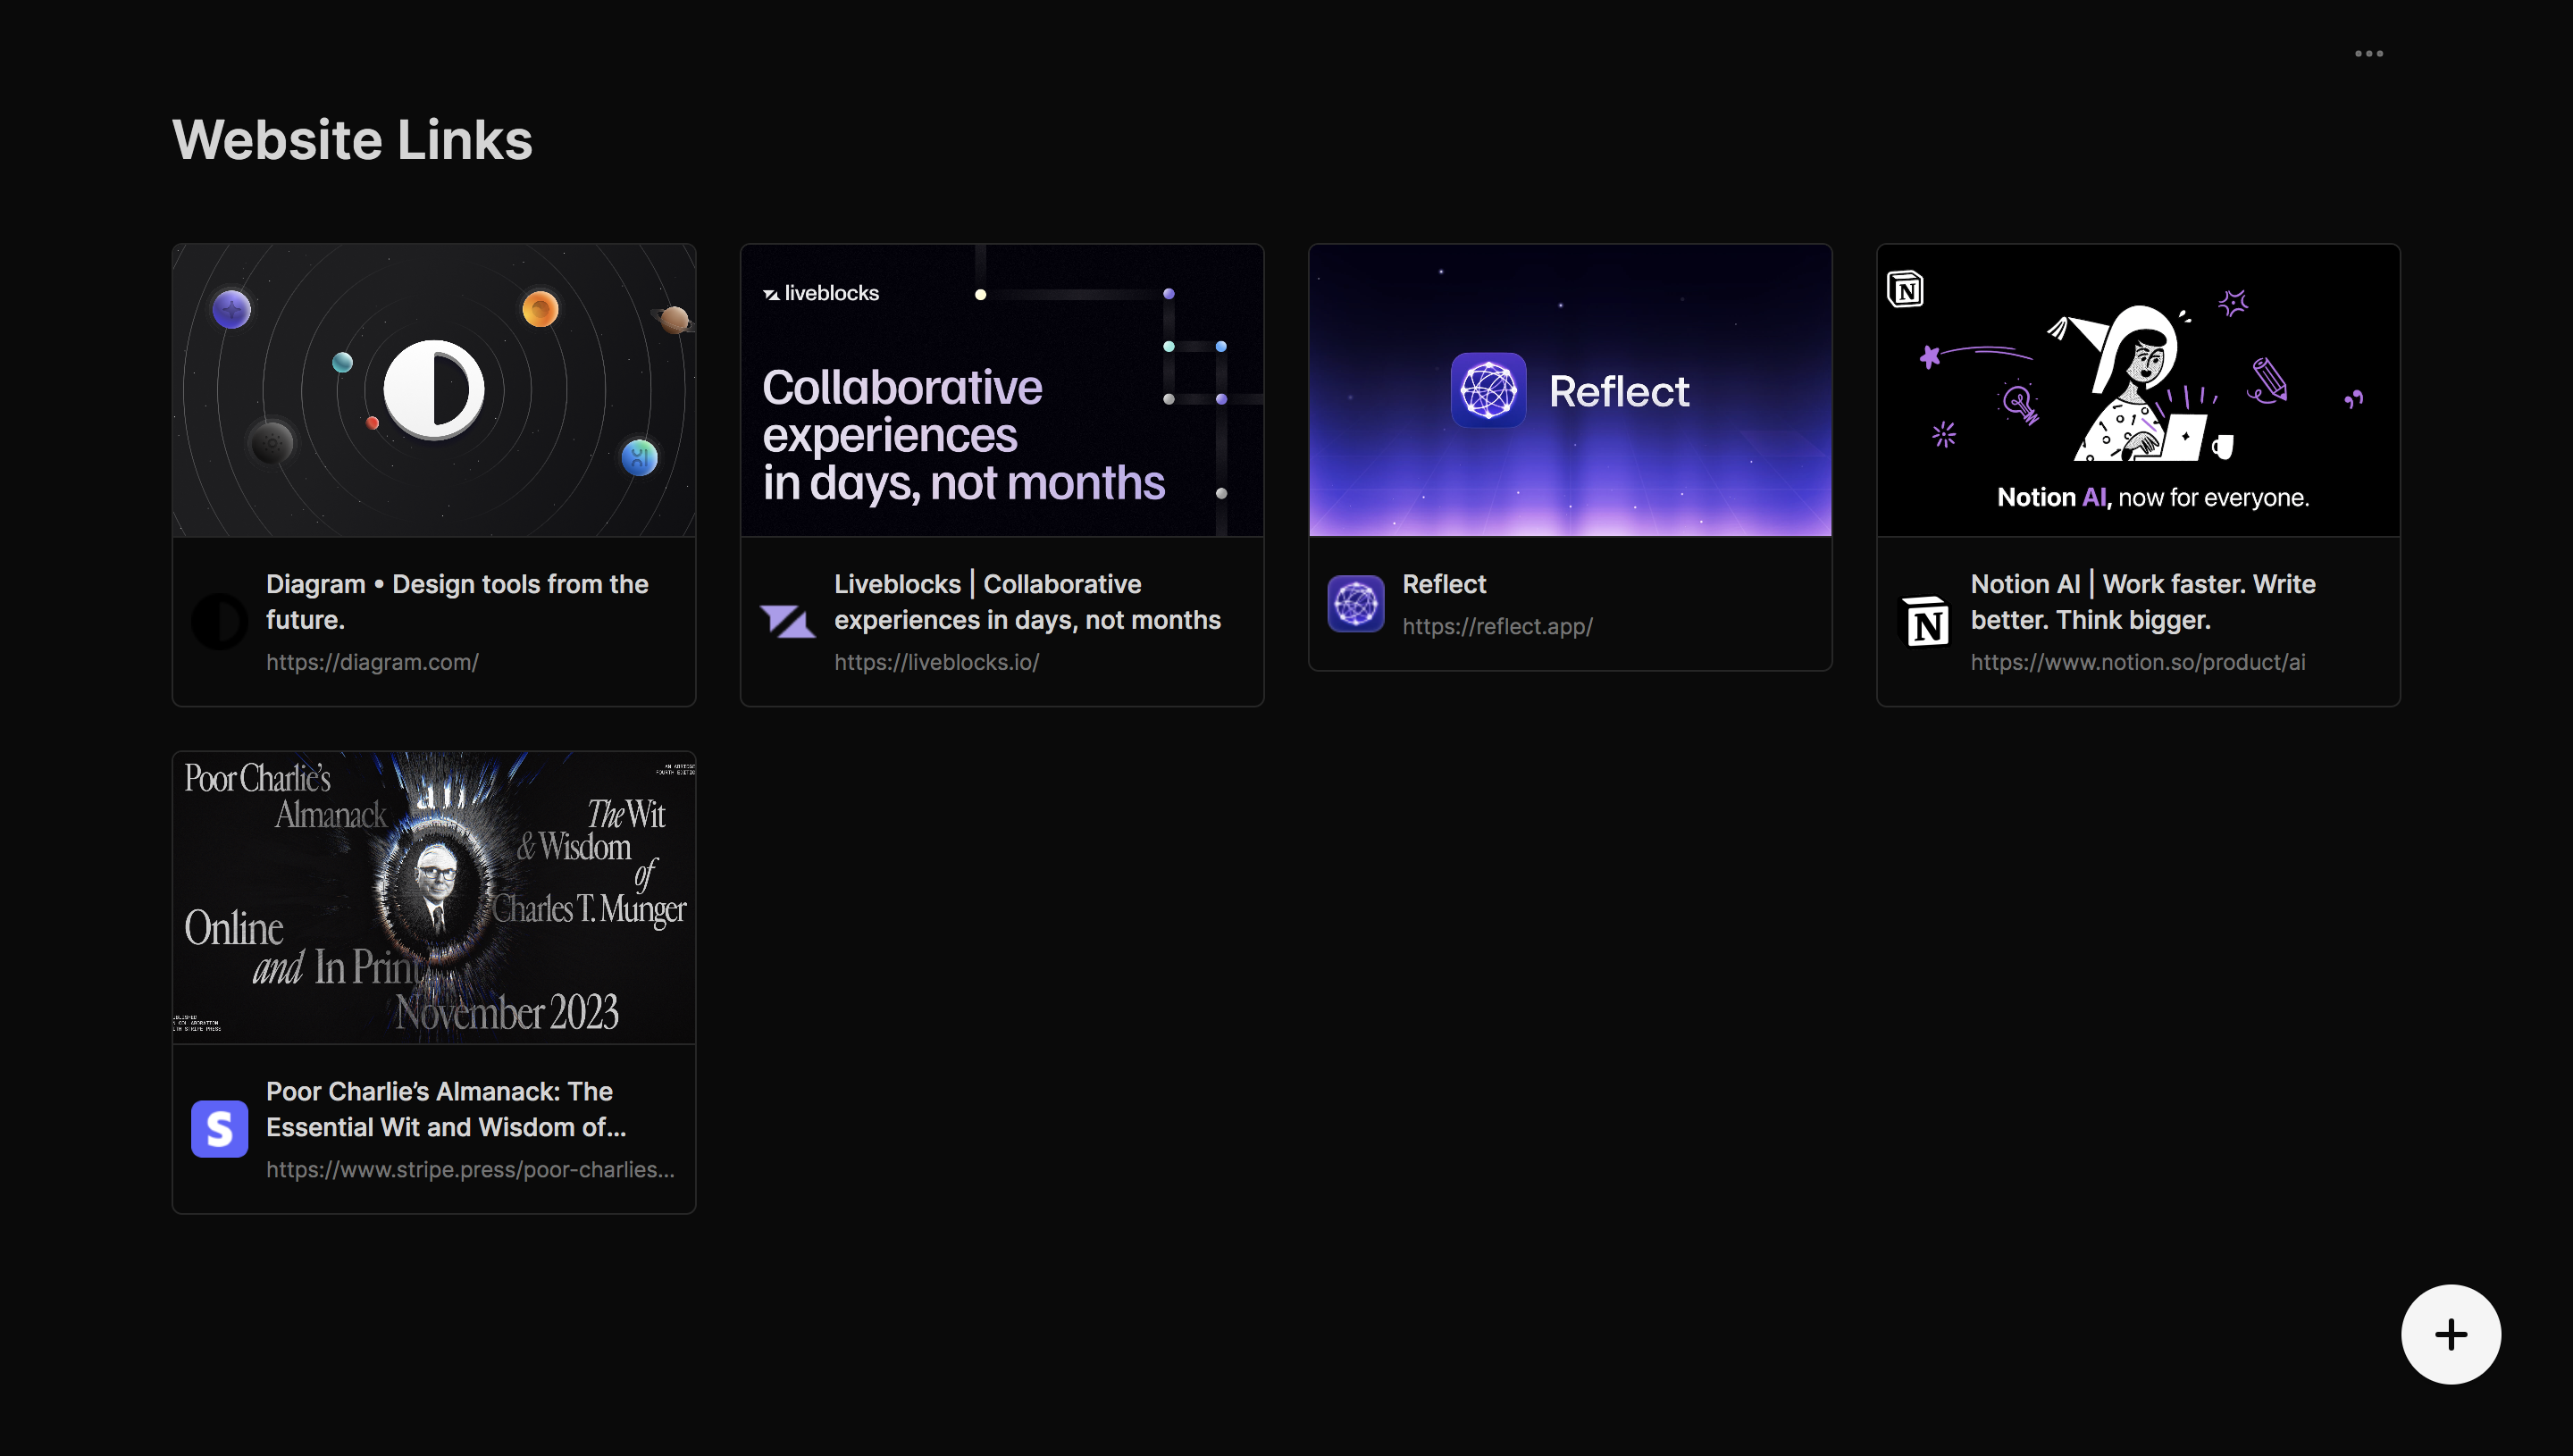 Website Links
liveblocks
Collaborative
experiences
in days, not months
Reflect
N
Notion AI, now for everyone.
Diagram • Design tools from the
future.
https://diagram.com/
Liveblocks | Collaborative
experiences in days, not months
https://liveblocks.io/
Reflect
https://reflect.app/
N
Notion AI | Work faster. Write
better. Think bigger.
https://www.notion.so/product/ai
Poor Charlie's
Almanack
The Wit
& Wisdom
of
Charles T. Munger
Online
and In Print
November 2023
FOURTH
STRIPE PRESS
S
Poor Charlie’s Almanack: The
Essential Wit and Wisdom of...
https://www.stripe.press/poor-charlies...